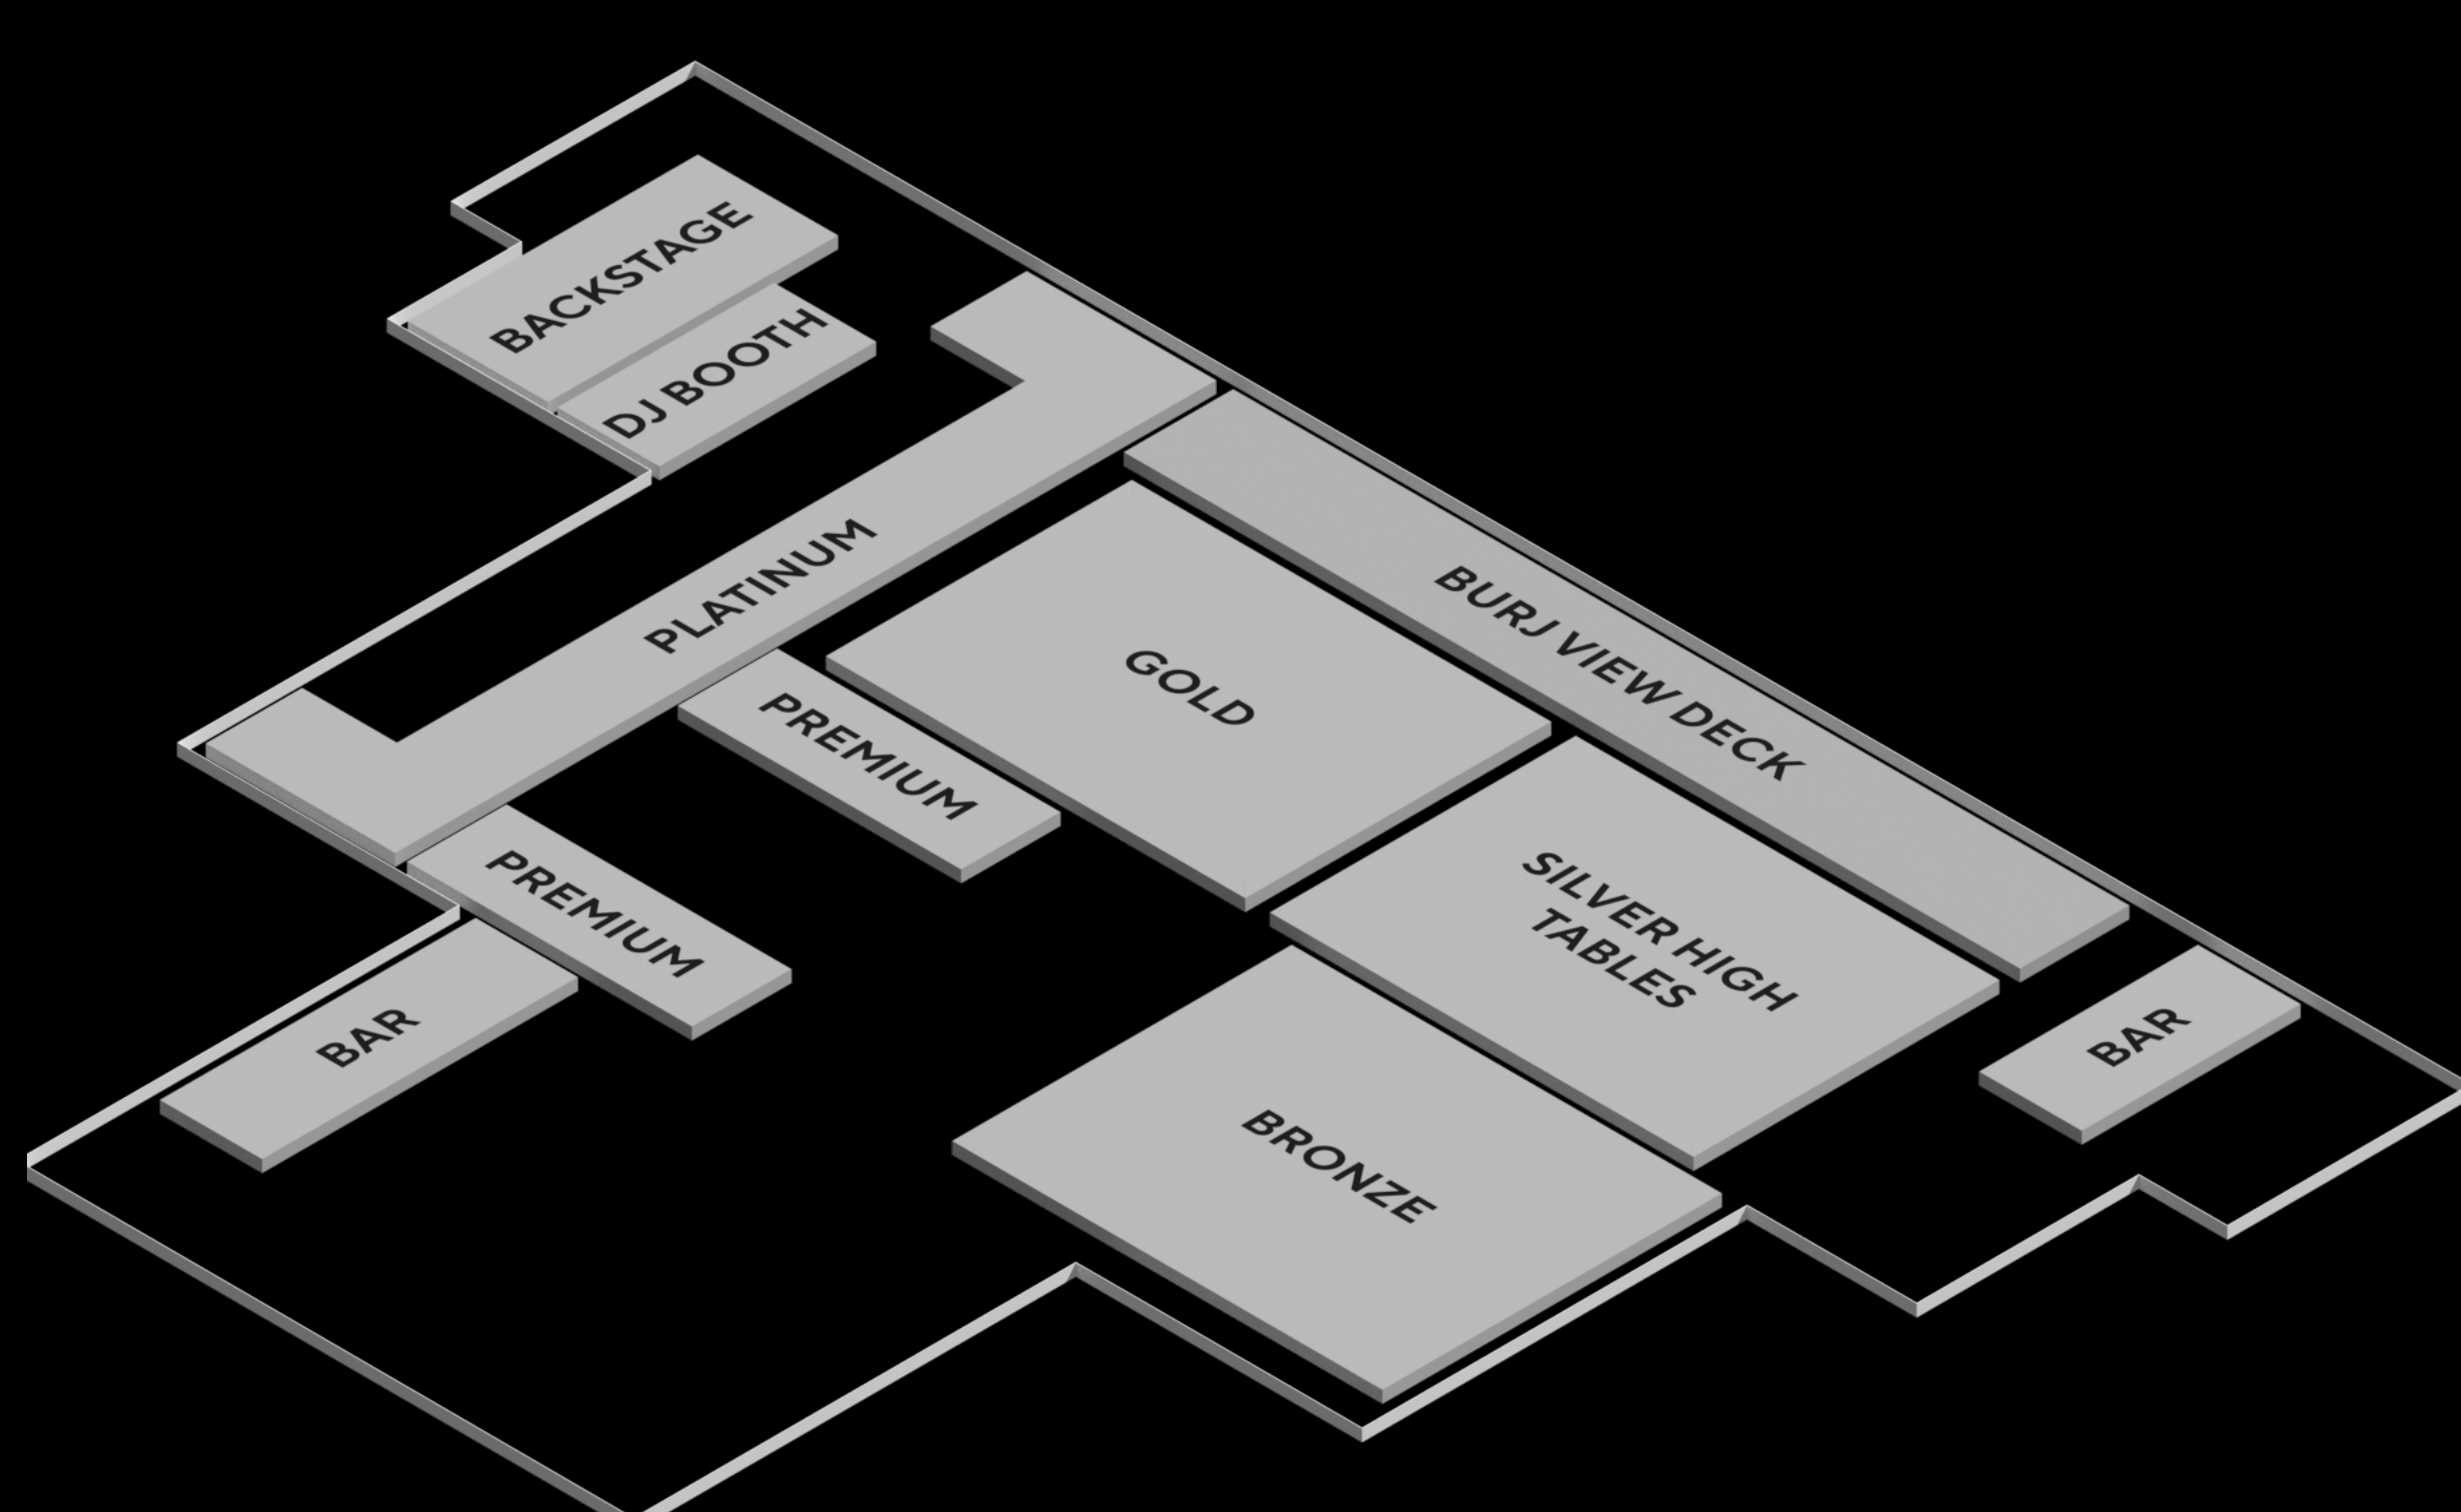 BACKSTAGE
DJ BOOTH
PLATINUM
BURJ VIEW DECK
GOLD
PREMIUM
PREMIUM
SILVER HIGH
TABLES
BAR
BAR
BRONZE